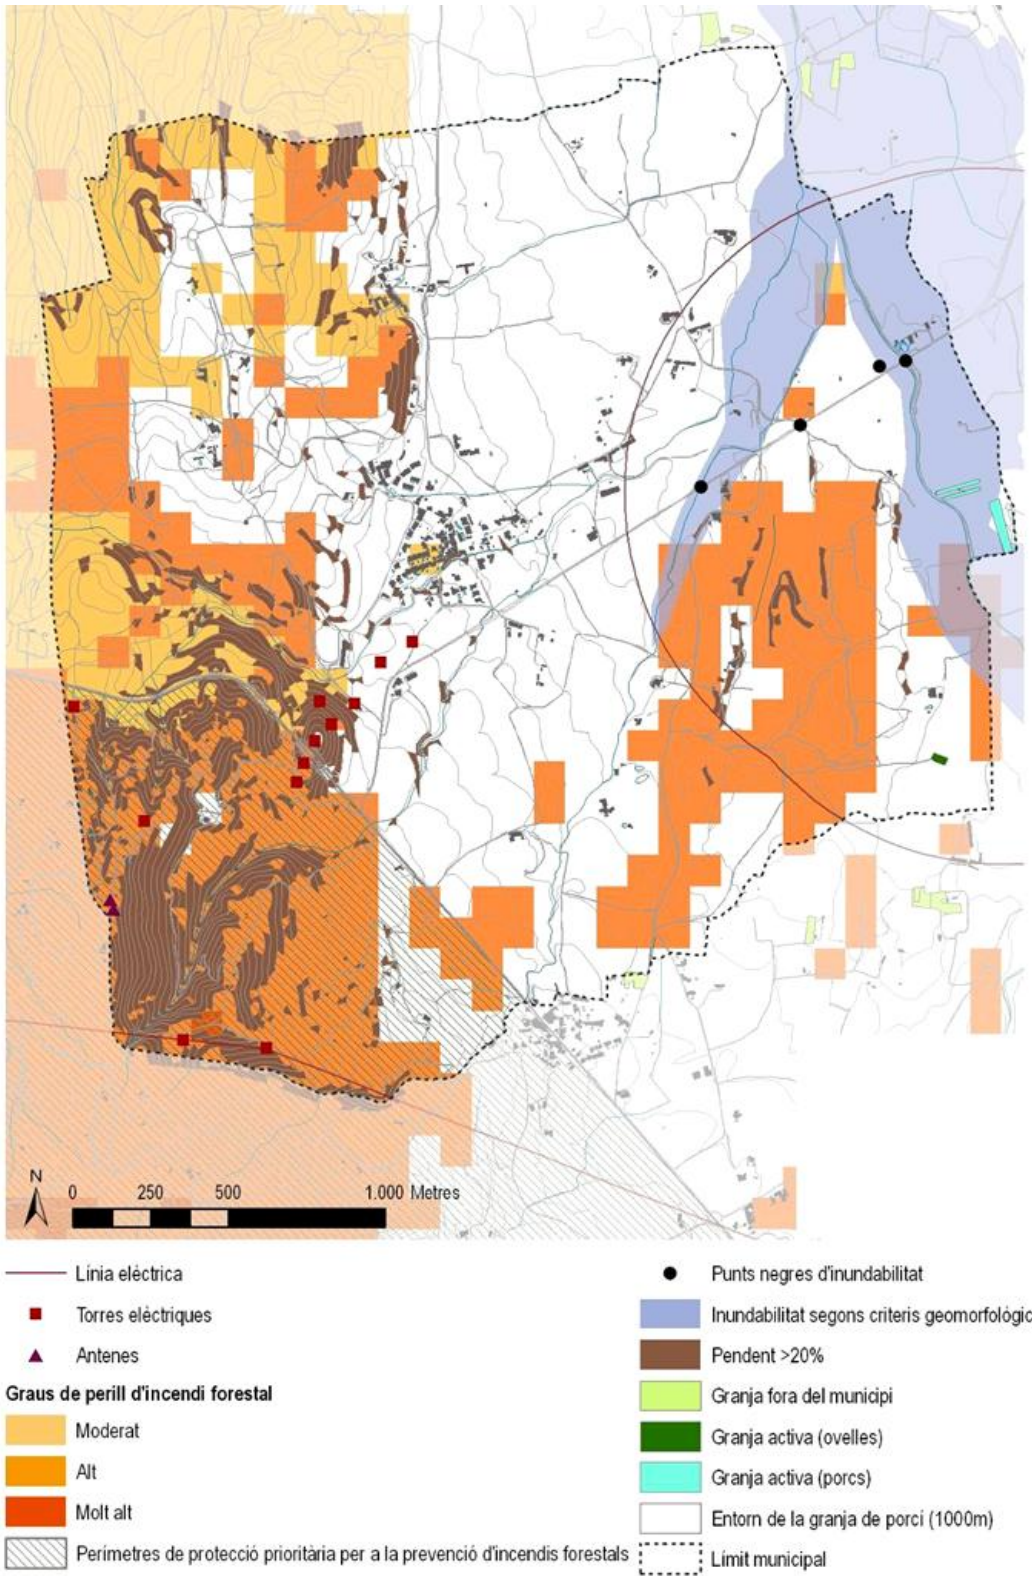 N
0 250 500 1.000 Metres
Línia elèctrica
Torres elèctriques
Antenes
Graus de perill d'incendi forestal
Moderat
Alt
Molt alt
Perímetres de protecció prioritària per a la prevenció d'incendis forestals
Punts negres d'inundabilitat
Inundabilitat segons criteris geomorfològic
Pendent >20%
Granja fora del municipi
Granja activa (ovelles)
Granja activa (porcs)
Entorn de la granja de porcí (1000m)
Límit municipal